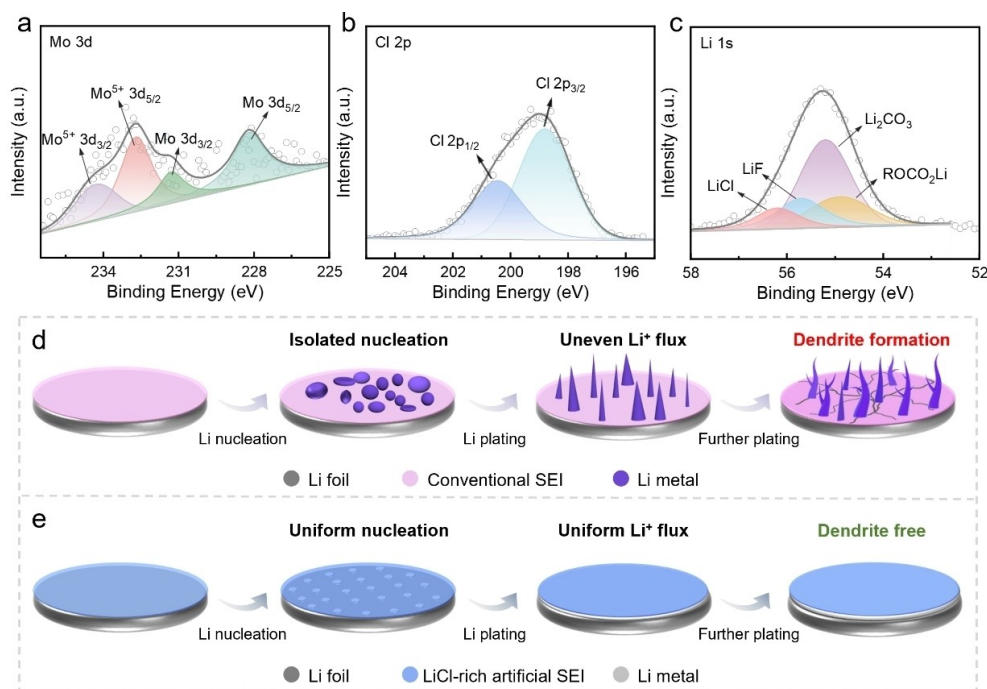 a
Mo 3d
Mo⁵⁺ 3d₃/₂
Mo⁵⁺ 3d₅/₂
Mo 3d₃/₂
Mo 3d₅/₂
Intensity (a.u.)
234 231 228 225
Binding Energy (eV)
b
Cl 2p
Cl 2p₁/₂
Cl 2p₃/₂
Intensity (a.u.)
204 202 200 198 196
Binding Energy (eV)
c
Li 1s
LiCl
LiF
Li₂CO₃
ROCO₂Li
Intensity (a.u.)
58 56 54 52
Binding Energy (eV)
d
Isolated nucleation
Uneven Li⁺ flux
Dendrite formation
Li nucleation
Li plating
Further plating
Li foil
Conventional SEI
Li metal
e
Uniform nucleation
Uniform Li⁺ flux
Dendrite free
Li nucleation
Li plating
Further plating
Li foil
LiCl-rich artificial SEI
Li metal